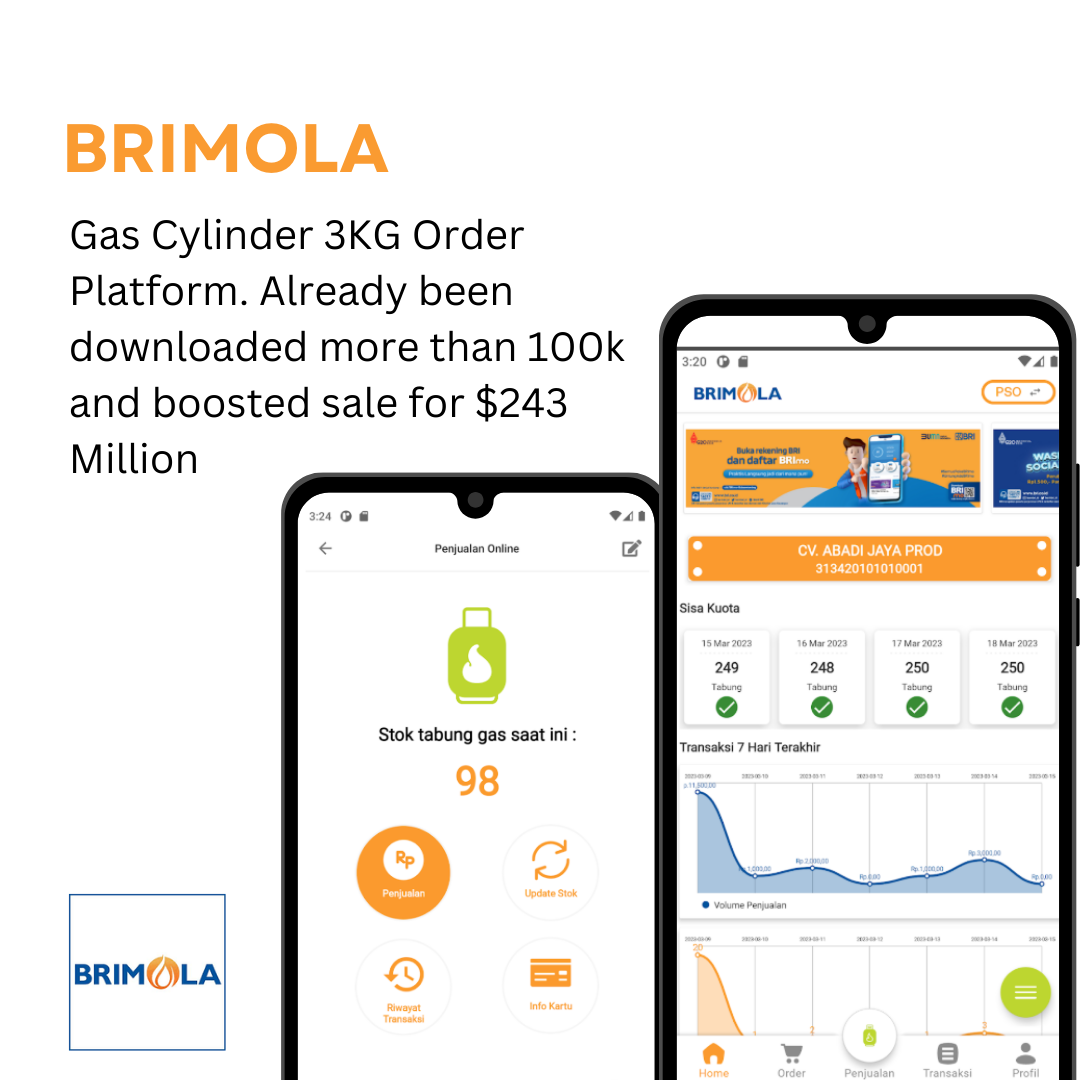 BRIMOLA
Gas Cylinder 3KG Order
Platform. Already been
downloaded more than 100k
and boosted sale for $243
Million
3:24
Penjualan Online
Stok tabung gas saat ini :
98
Rp
Penjualan
Update Stok
Riwayat
Transaksi
Info Kartu
BRIMOLA
3:20
BRIMOLA
PSO
Buka rekening BRI
dan daftar BRImo
BRI
WAS
SOCIA
CV. ABADI JAYA PROD
313420101010001
Sisa Kuota
15 Mar 2023 16 Mar 2023 17 Mar 2023 18 Mar 2023
249 248 250 250
Tabung Tabung Tabung Tabung
Transaksi 7 Hari Terakhir
2023-03-09 2023-03-10 2023-03-11 2023-03-12 2023-03-13 2023-03-14 2023-03-15
p.11,500,00
1,000,00 Rp.2,000,00 Rp.0,00 Rp.1,000,00 Rp.3,000,00 Rp.0,00
Volume Penjualan
2023-03-09 2023-03-10 2023-03-11 2023-03-12 2023-03-13 2023-03-14 2023-03-15
20
1 2 3
Home Order Penjualan Transaksi Profil